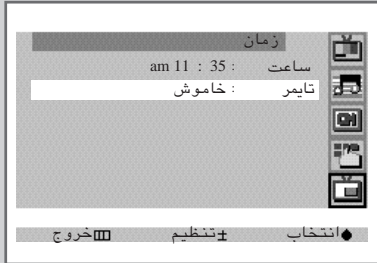 زمان
ساعت : 35 : 11 am
تایمر : خاموش
انتخاب ±تنظیم خروج